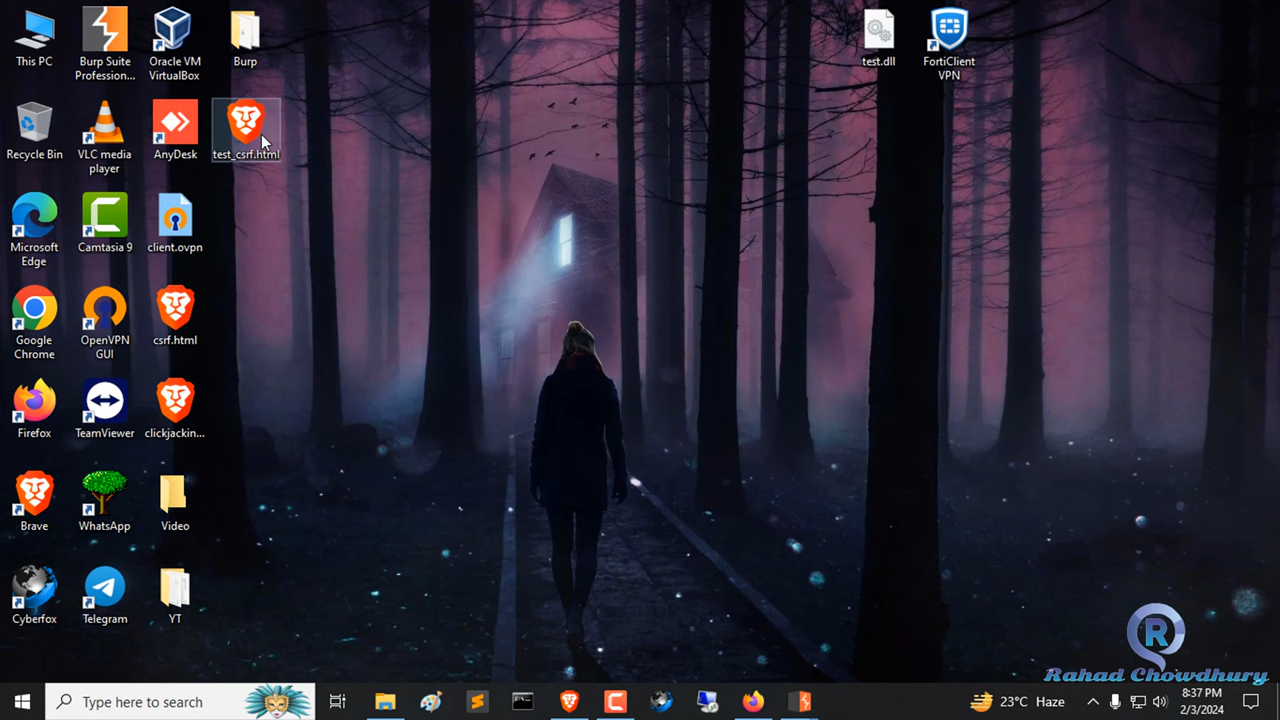 This PC
Burp Suite
Profession...
Oracle VM
VirtualBox
Burp
test.dll
FortiClient
VPN
Recycle Bin
VLC media
player
AnyDesk
test_csrf.html
Microsoft
Edge
Camtasia 9
client.ovpn
Google
Chrome
OpenVPN
GUI
csrf.html
Firefox
TeamViewer
clickjackin...
Brave
WhatsApp
Video
Cyberfox
Telegram
YT
R
Rahad Chowdhury
Type here to search
23°C Haze
8:37 PM
2/3/2024